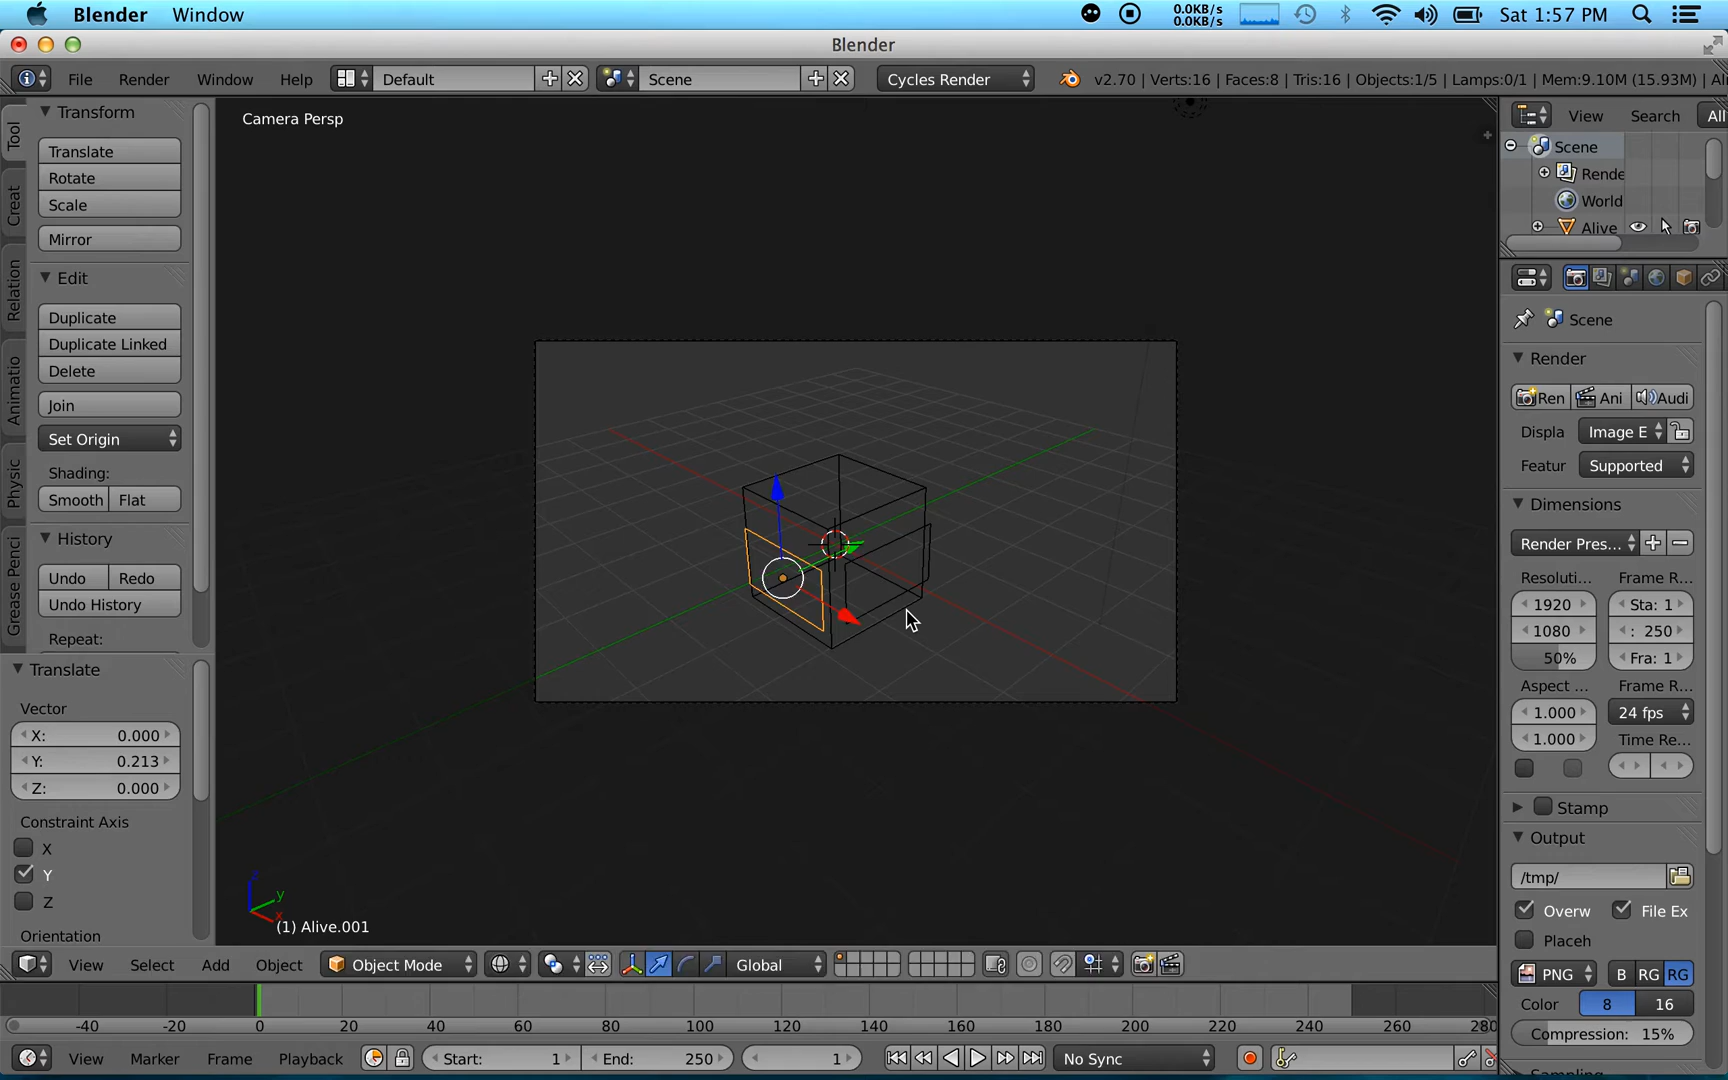 Blender Window
0.0KB/s
0.0KB/s
Sat 1:57 PM
Blender
File Render Window Help Default Scene Cycles Render v2.70 | Verts:16 | Faces:8 | Tris:16 | Objects:1/5 | Lamps:0/1 | Mem:9.10M (15.93M) | Al
Tool
Creat
Relation
Animatio
Physic
Grease Penci
Transform
Translate
Rotate
Scale
Mirror
Edit
Duplicate
Duplicate Linked
Delete
Join
Set Origin
Shading:
Smooth Flat
History
Undo Redo
Undo History
Repeat:
Translate
Vector
X: 0.000
Y: 0.213
Z: 0.000
Constraint Axis
X
Y
Z
Orientation
Camera Persp
z
y
x
(1) Alive.001
View Search All
Scene
Rende
World
Alive
Scene
Render
Ren Ani Audi
Displa Image E
Featur Supported
Dimensions
Render Pres...
Resoluti... Frame R...
1920 Sta: 1
1080 : 250
50% Fra: 1
Aspect ... Frame R...
1.000 24 fps
1.000 Time Re...
Stamp
Output
/tmp/
Overw File Ex
Placeh
PNG B RG RG
Color 8 16
Compression: 15%
View Select Add Object Object Mode Global
-40 -20 0 20 40 60 80 100 120 140 160 180 200 220 240 260 280
View Marker Frame Playback Start: 1 End: 250 1 No Sync